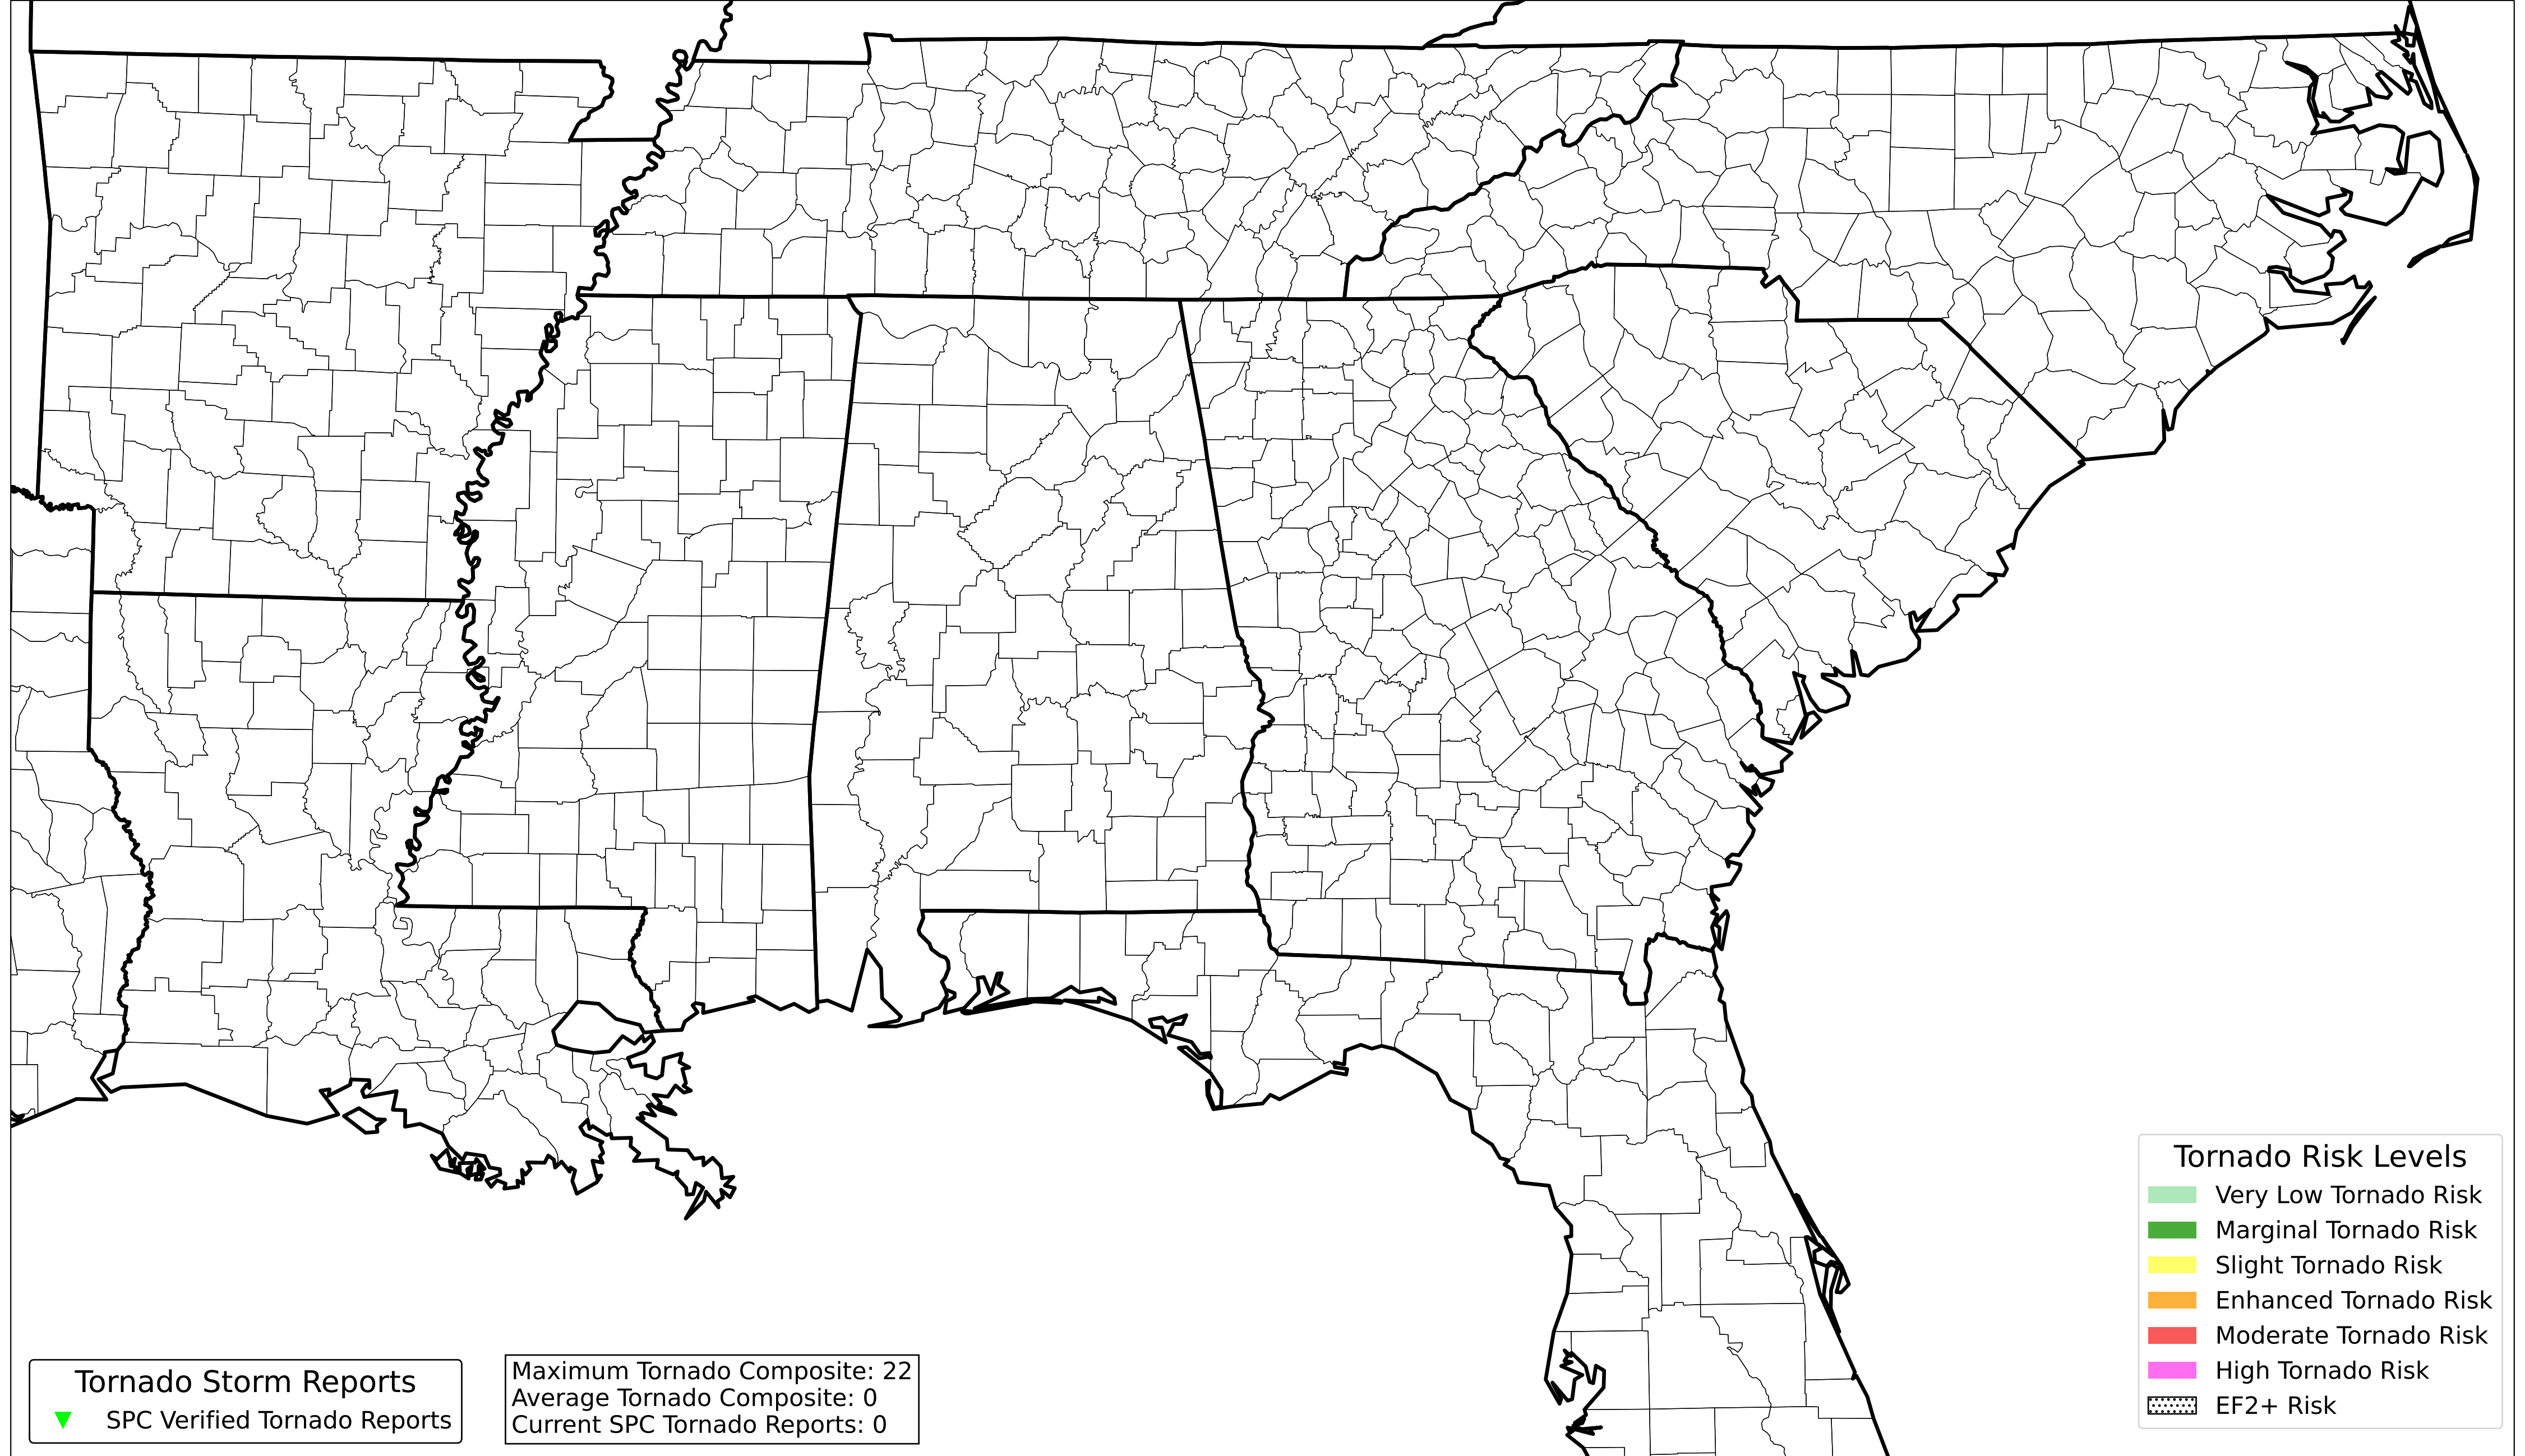 Tornado Storm Reports
SPC Verified Tornado Reports
Maximum Tornado Composite: 22
Average Tornado Composite: 0
Current SPC Tornado Reports: 0
Tornado Risk Levels
Very Low Tornado Risk
Marginal Tornado Risk
Slight Tornado Risk
Enhanced Tornado Risk
Moderate Tornado Risk
High Tornado Risk
EF2+ Risk